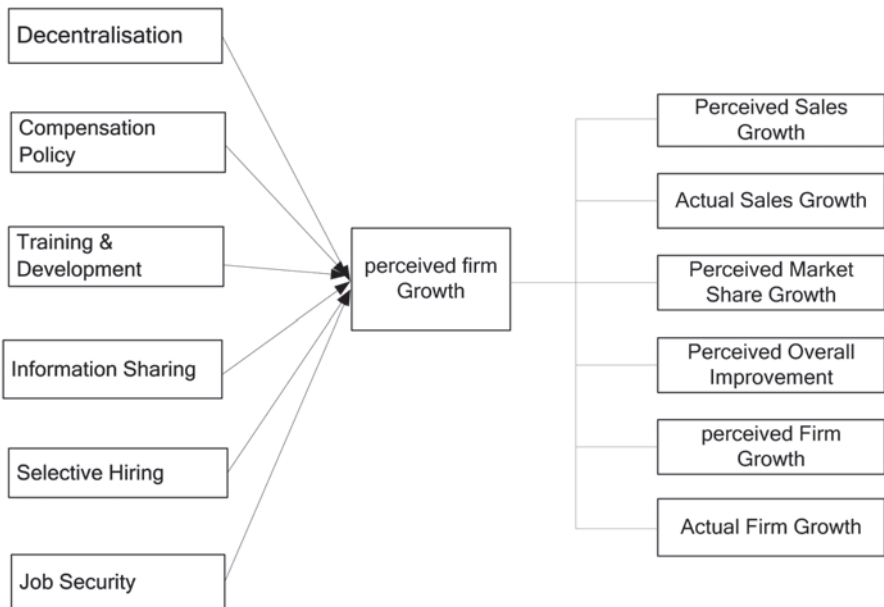 Decentralisation
Compensation
Policy
Training &
Development
Information Sharing
Selective Hiring
Job Security
perceived firm
Growth
Perceived Sales
Growth
Actual Sales Growth
Perceived Market
Share Growth
Perceived Overall
Improvement
perceived Firm
Growth
Actual Firm Growth